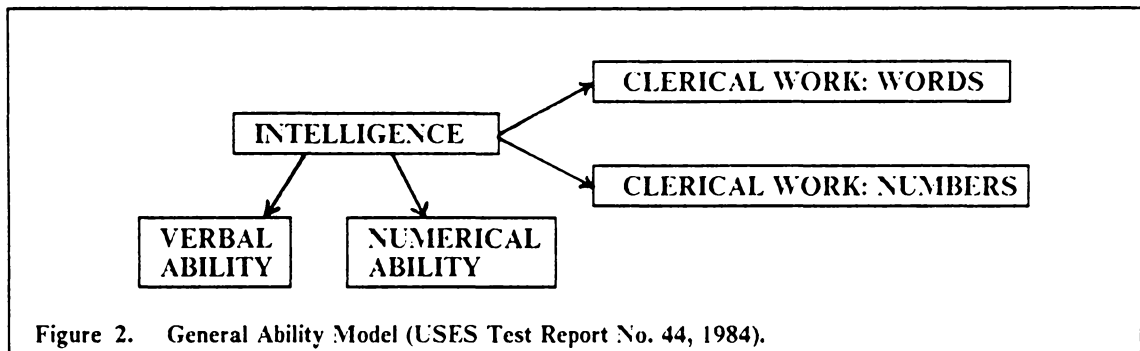 CLERICAL WORK: WORDS
INTELLIGENCE
CLERICAL WORK: NUMBERS
VERBAL
ABILITY
NUMERICAL
ABILITY
Figure 2. General Ability Model (USES Test Report No. 44, 1984).